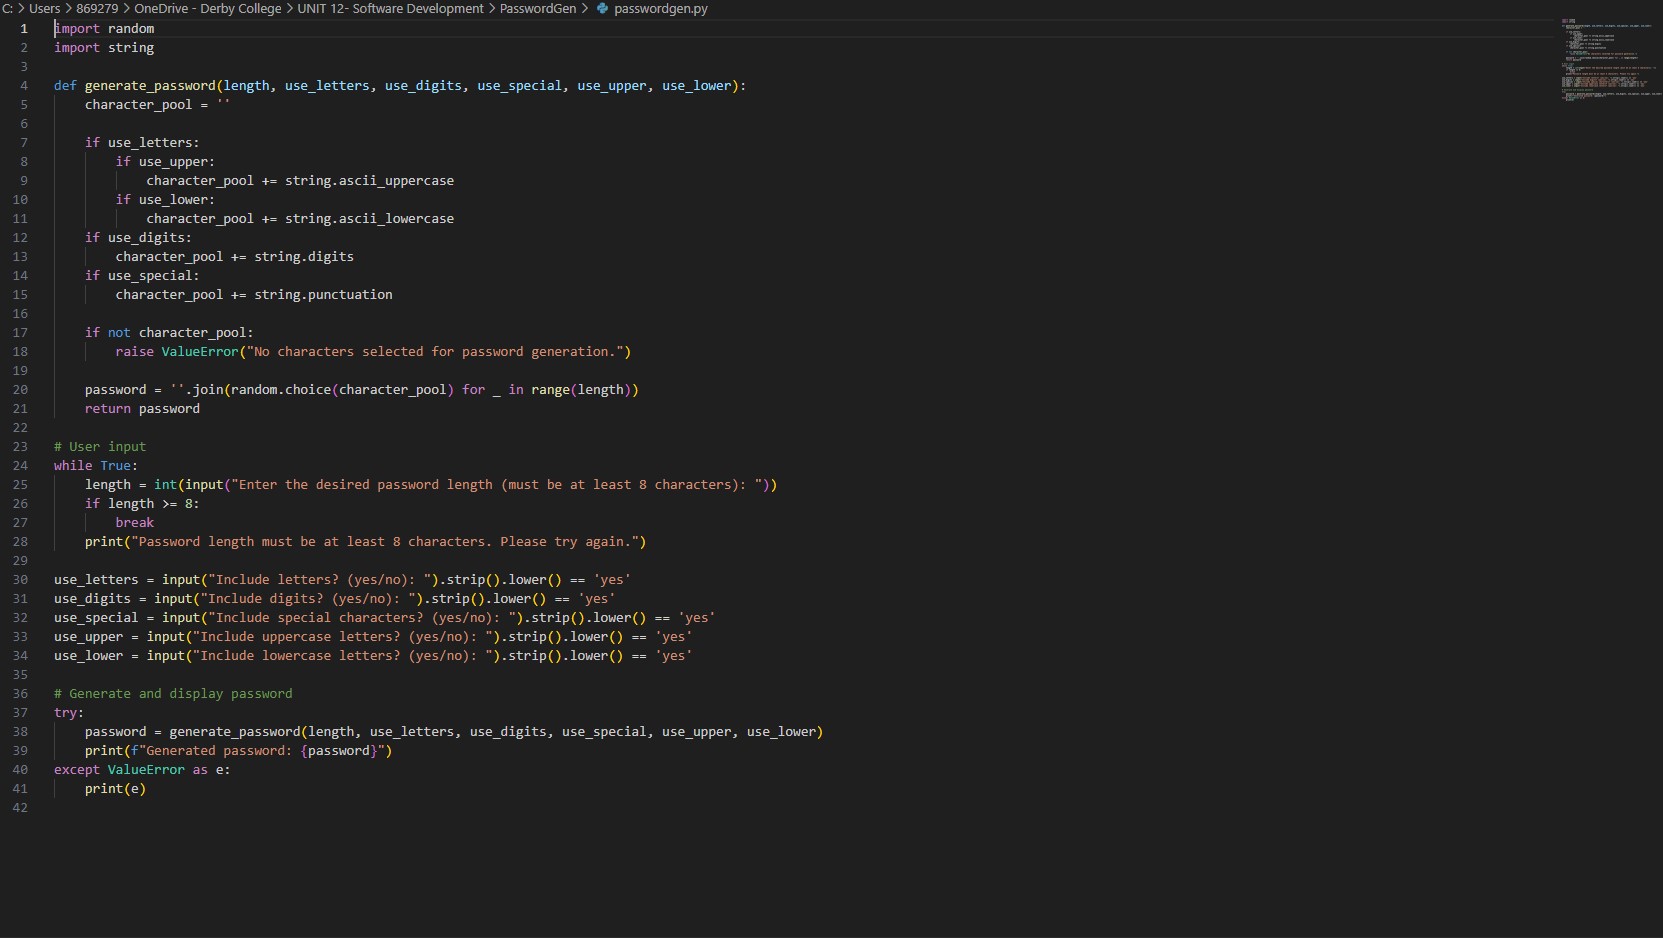 C: > Users > 869279 > OneDrive - Derby College > UNIT 12- Software Development > PasswordGen > passwordgen.py
1 import random
2 import string
3
4 def generate_password(length, use_letters, use_digits, use_special, use_upper, use_lower):
5     character_pool = ''
6
7     if use_letters:
8         if use_upper:
9             character_pool += string.ascii_uppercase
10         if use_lower:
11             character_pool += string.ascii_lowercase
12     if use_digits:
13         character_pool += string.digits
14     if use_special:
15         character_pool += string.punctuation
16
17     if not character_pool:
18         raise ValueError("No characters selected for password generation.")
19
20     password = ''.join(random.choice(character_pool) for _ in range(length))
21     return password
22
23 # User input
24 while True:
25     length = int(input("Enter the desired password length (must be at least 8 characters): "))
26     if length >= 8:
27         break
28     print("Password length must be at least 8 characters. Please try again.")
29
30 use_letters = input("Include letters? (yes/no): ").strip().lower() == 'yes'
31 use_digits = input("Include digits? (yes/no): ").strip().lower() == 'yes'
32 use_special = input("Include special characters? (yes/no): ").strip().lower() == 'yes'
33 use_upper = input("Include uppercase letters? (yes/no): ").strip().lower() == 'yes'
34 use_lower = input("Include lowercase letters? (yes/no): ").strip().lower() == 'yes'
35
36 # Generate and display password
37 try:
38     password = generate_password(length, use_letters, use_digits, use_special, use_upper, use_lower)
39     print(f"Generated password: {password}")
40 except ValueError as e:
41     print(e)
42